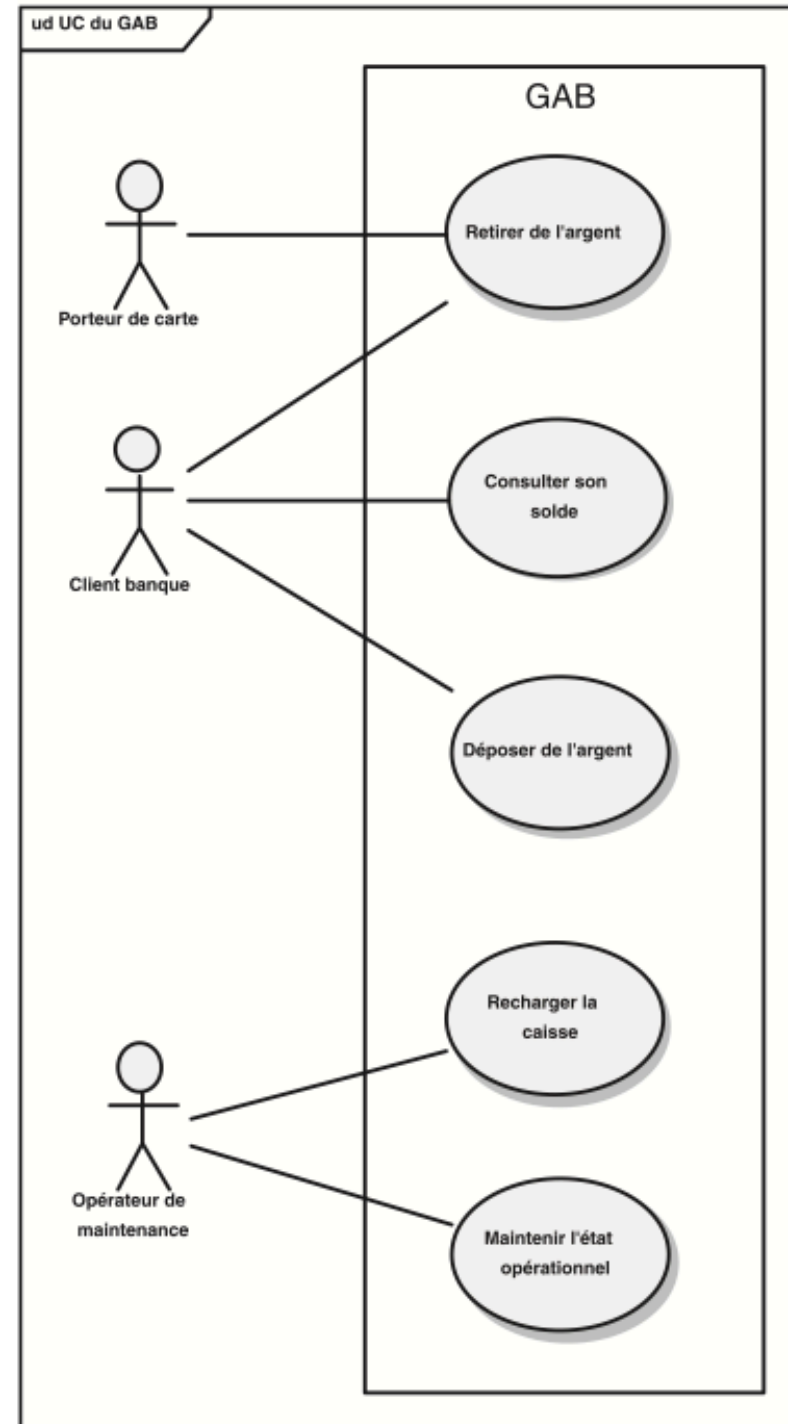 ud UC du GAB
GAB
Retirer de l'argent
Porteur de carte
Consulter son
solde
Client banque
Déposer de l'argent
Recharger la
caisse
Opérateur de
maintenance
Maintenir l'état
opérationnel